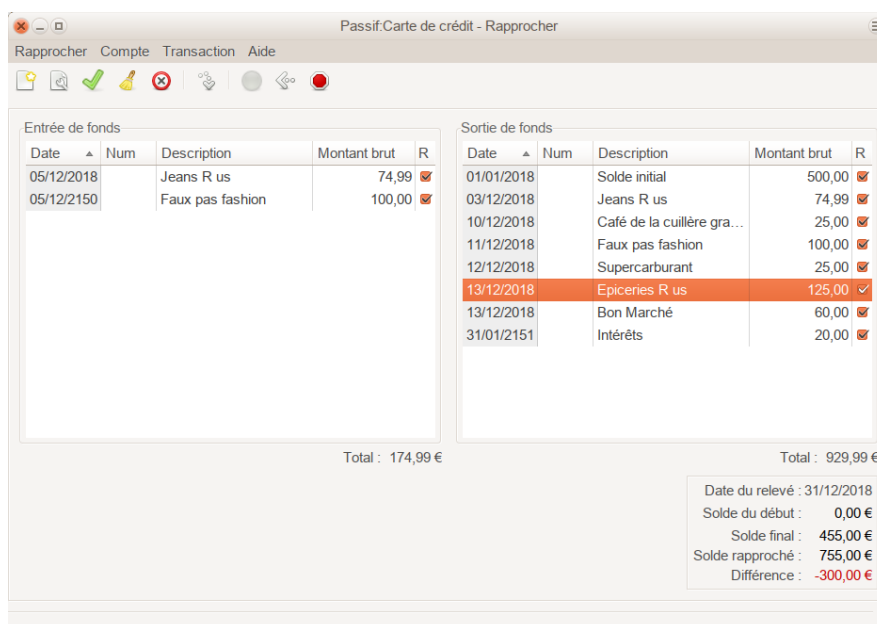 Passif:Carte de crédit - Rapprocher
Rapprocher Compte Transaction Aide
Entrée de fonds
Date Num Description Montant brut R
05/12/2018 Jeans R us 74,99
05/12/2150 Faux pas fashion 100,00
Total : 174,99 €
Sortie de fonds
Date Num Description Montant brut R
01/01/2018 Solde initial 500,00
03/12/2018 Jeans R us 74,99
10/12/2018 Café de la cuillère gra... 25,00
11/12/2018 Faux pas fashion 100,00
12/12/2018 Supercarburant 25,00
13/12/2018 Epiceries R us 125,00
13/12/2018 Bon Marché 60,00
31/01/2151 Intérêts 20,00
Total : 929,99 €
Date du relevé : 31/12/2018
Solde du début : 0,00 €
Solde final : 455,00 €
Solde rapproché : 755,00 €
Différence : -300,00 €